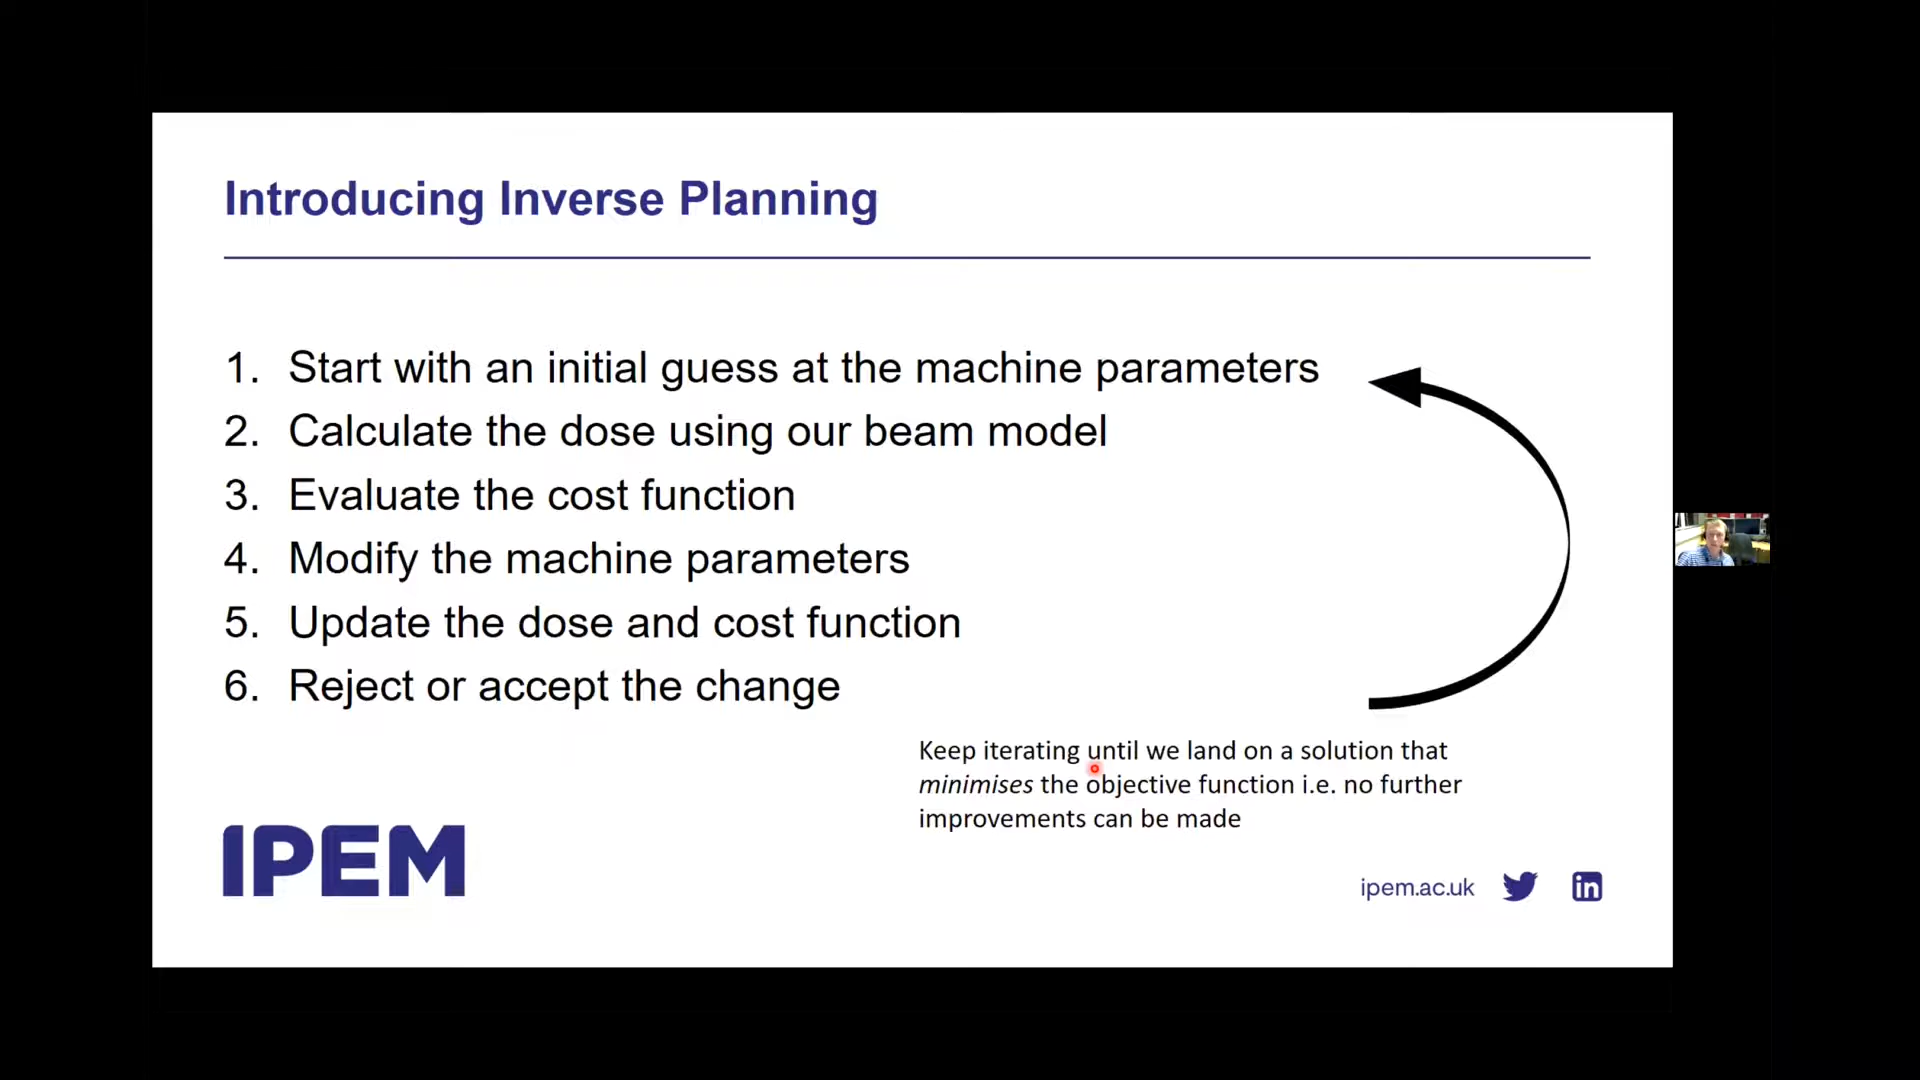 Introducing Inverse Planning
1. Start with an initial guess at the machine parameters
2. Calculate the dose using our beam model
3. Evaluate the cost function
4. Modify the machine parameters
5. Update the dose and cost function
6. Reject or accept the change
Keep iterating until we land on a solution that
minimises the objective function i.e. no further
improvements can be made
IPEM
ipem.ac.uk
in